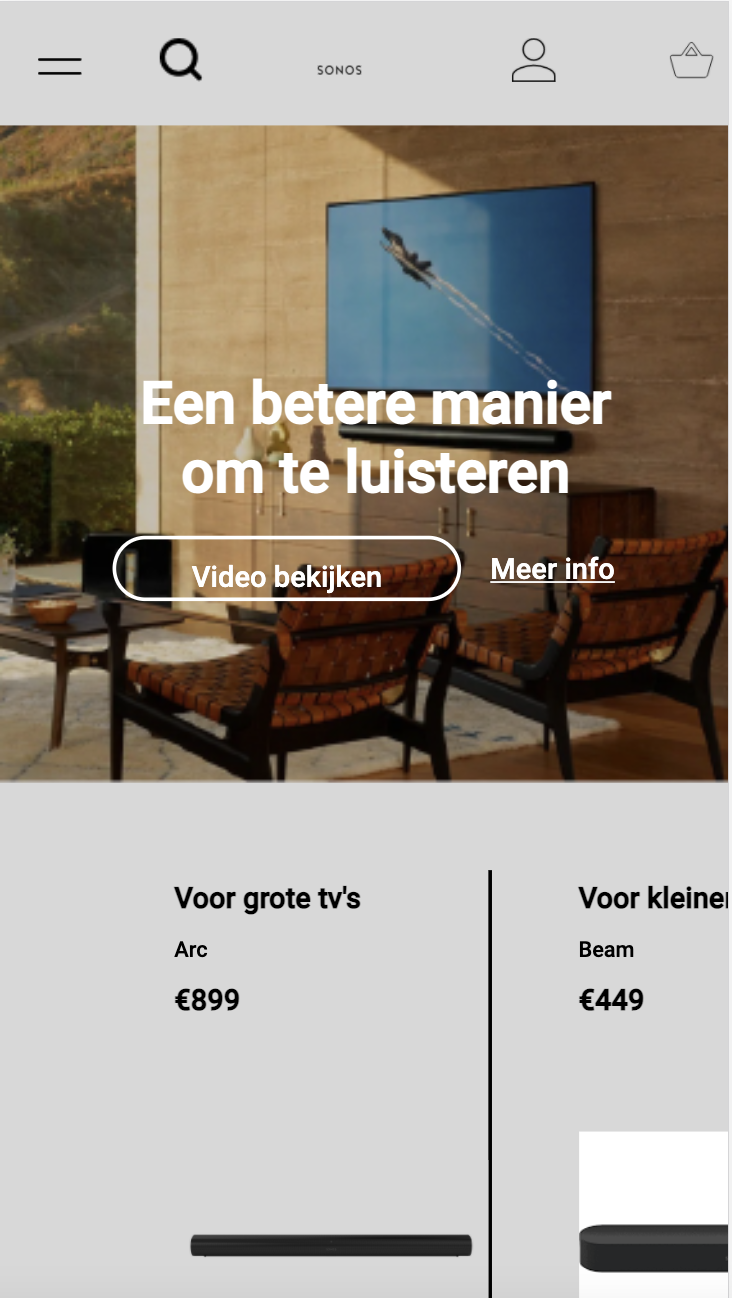 SONOS
Een betere manier
om te luisteren
Video bekijken
Meer info
Voor grote tv's
Arc
€899
Voor kleine
Beam
€449